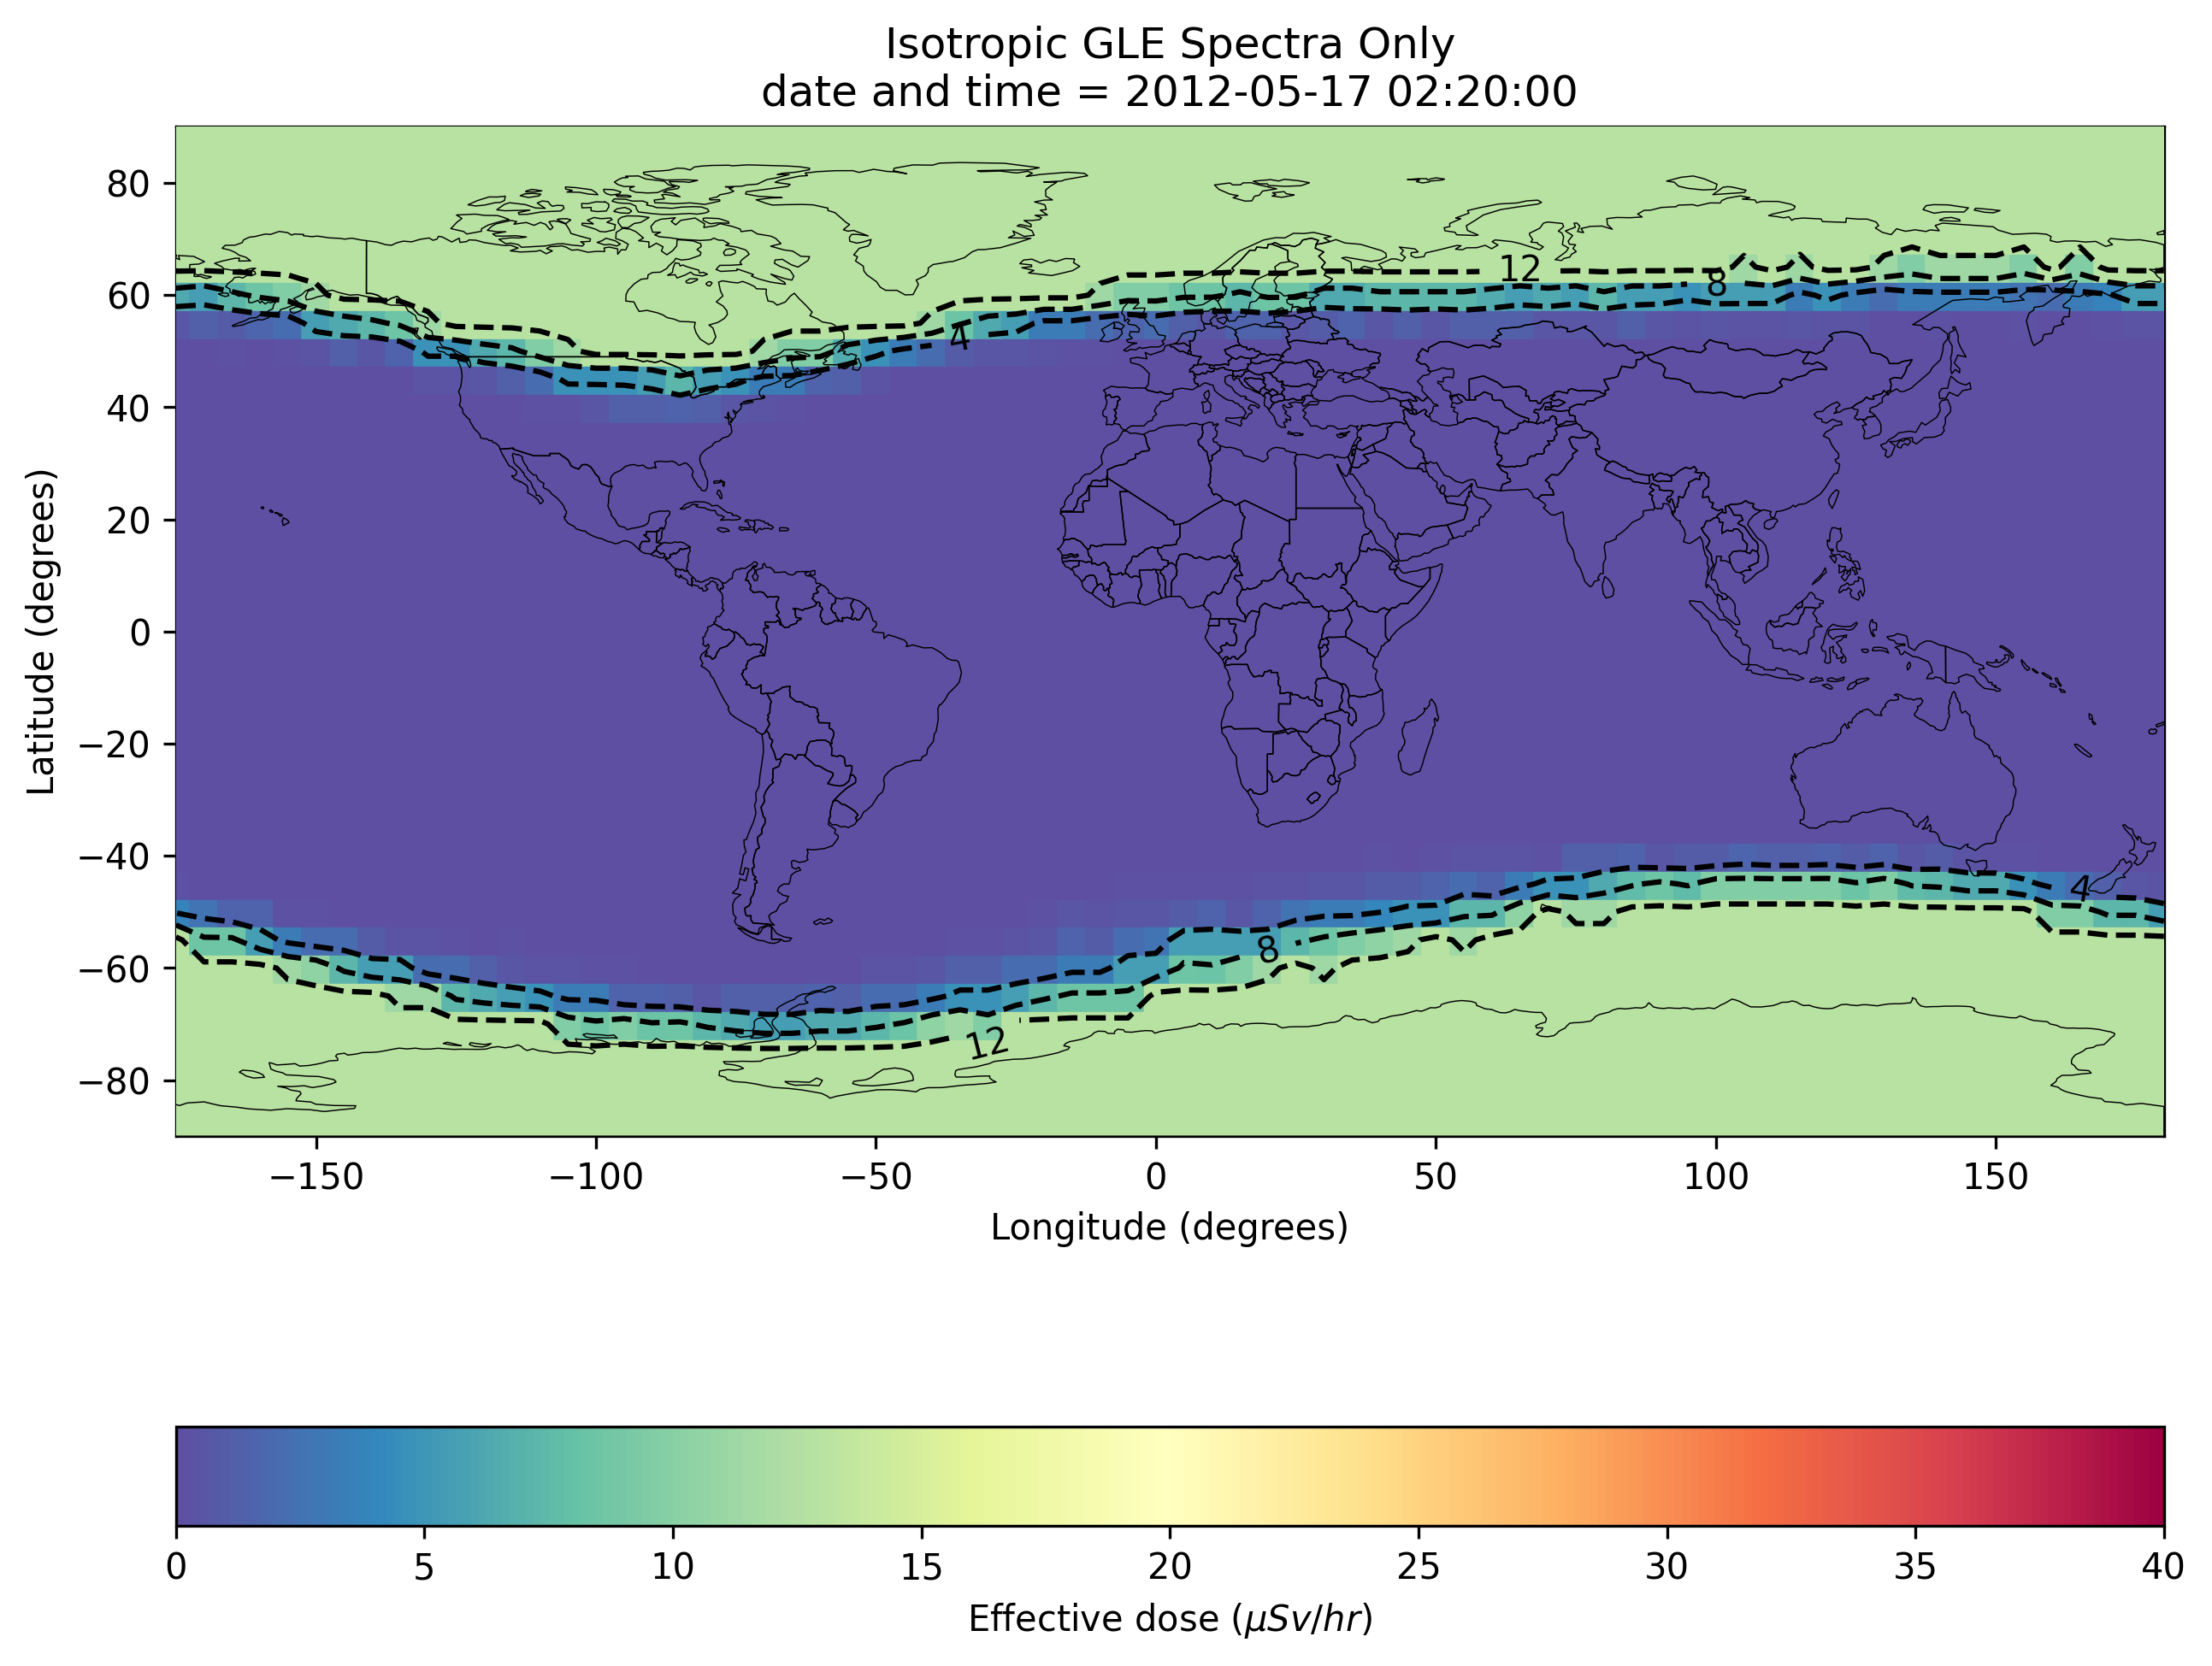 Isotropic GLE Spectra Only
date and time = 2012-05-17 02:20:00
80
60
40
20
0
−20
−40
−60
−80
Latitude (degrees)
12
8
4
4
8
12
−150 −100 −50 0 50 100 150
Longitude (degrees)
0 5 10 15 20 25 30 35 40
Effective dose (μSv/hr)